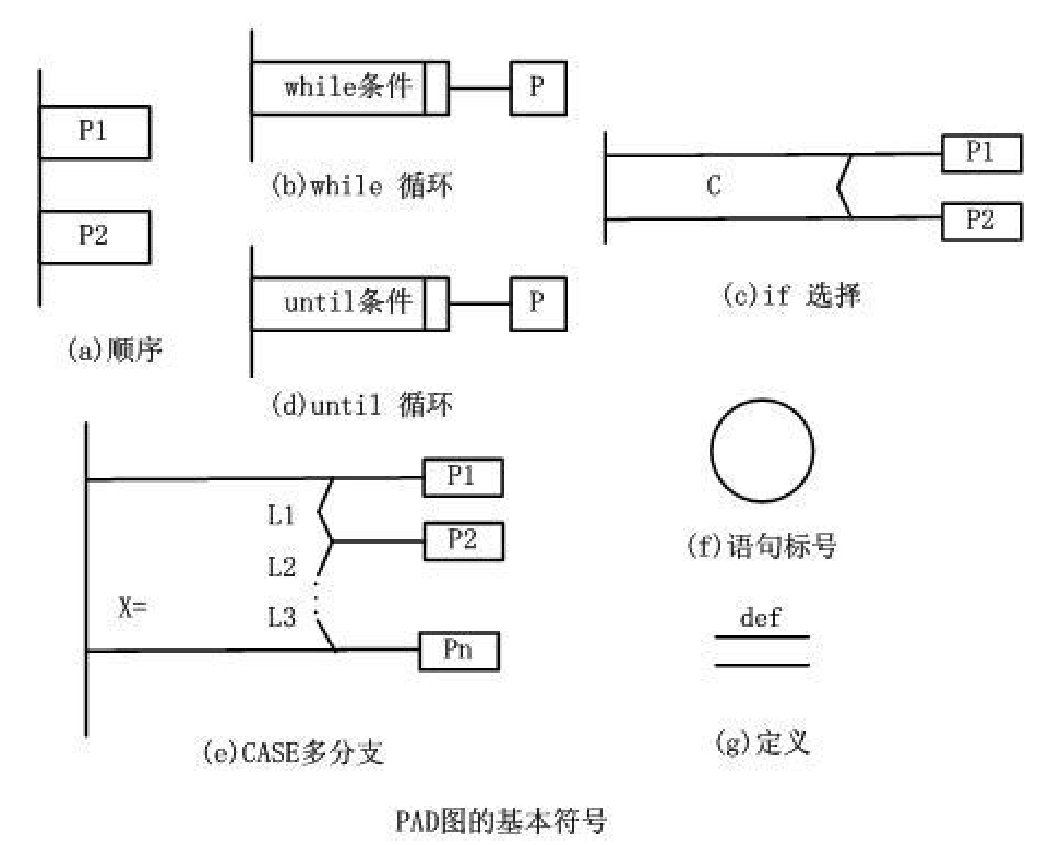 P1
P2
(a)顺序
while条件
P
(b)while 循环
C
P1
P2
(c)if 选择
until条件
P
(d)until 循环
X=
L1
L2
L3
P1
P2
Pn
(e)CASE多分支
(f)语句标号
def
(g)定义
PAD图的基本符号